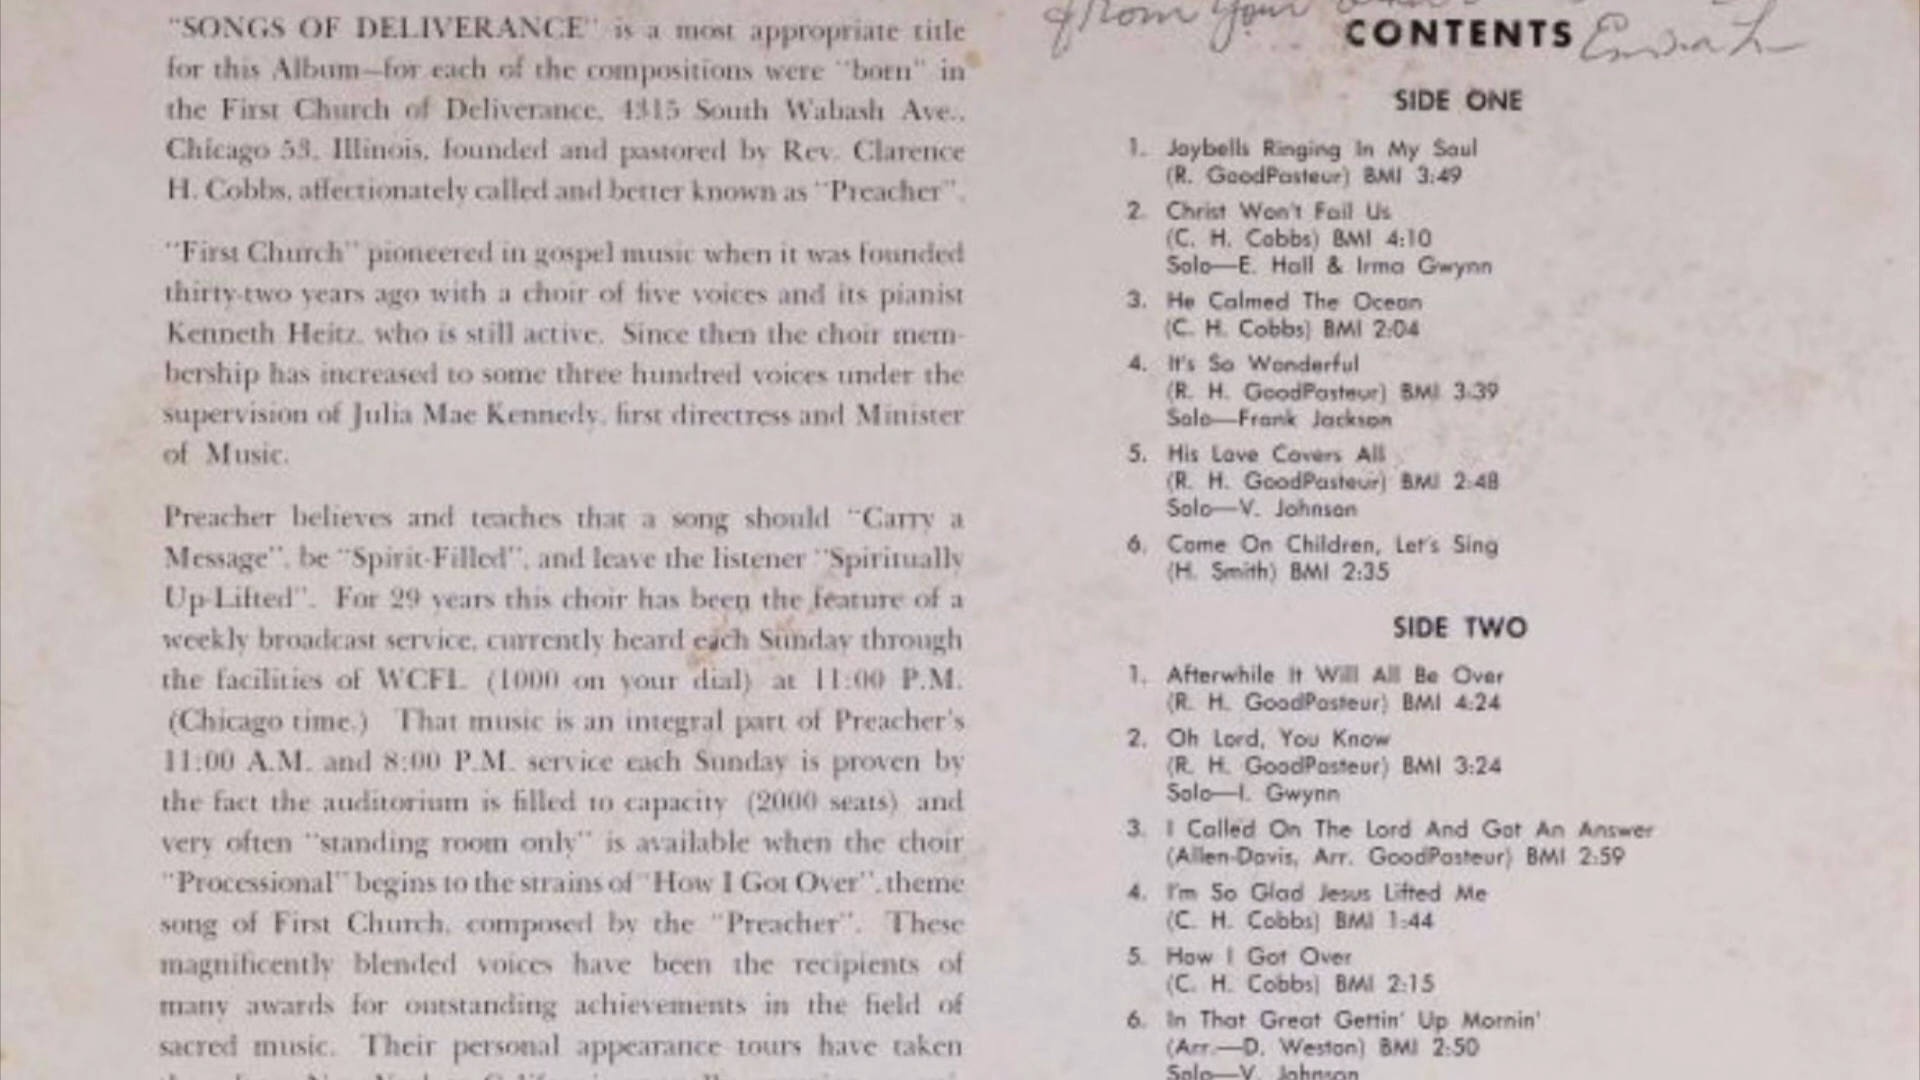 "SONGS OF DELIVERANCE" is a most appropriate title
for this Album—for each of the compositions were "born" in
the First Church of Deliverance, 4315 South Wabash Ave.,
Chicago 53, Illinois, founded and pastored by Rev. Clarence
H. Cobbs, affectionately called and better known as "Preacher".
"First Church" pioneered in gospel music when it was founded
thirty-two years ago with a choir of five voices and its pianist
Kenneth Heitz, who is still active. Since then the choir mem-
bership has increased to some three hundred voices under the
supervision of Julia Mae Kennedy, first directress and Minister
of Music.
Preacher believes and teaches that a song should "Carry a
Message", be "Spirit-Filled", and leave the listener "Spiritually
Up-Lifted". For 29 years this choir has been the feature of a
weekly broadcast service, currently heard each Sunday through
the facilities of WCFL (1000 on your dial) at 11:00 P.M.
(Chicago time.) That music is an integral part of Preacher's
11:00 A.M. and 8:00 P.M. service each Sunday is proven by
the fact the auditorium is filled to capacity (2000 seats) and
very often "standing room only" is available when the choir
"Processional" begins to the strains of "How I Got Over", theme
song of First Church, composed by the "Preacher". These
magnificently blended voices have been the recipients of
many awards for outstanding achievements in the field of
sacred music. Their personal appearance tours have taken
from your
CONTENTS
SIDE ONE
1. Joybells Ringing In My Soul
(R. GoodPasteur) BMI 3:49
2. Christ Won't Fail Us
(C. H. Cobbs) BMI 4:10
Solo—E. Hall & Irma Gwynn
3. He Calmed The Ocean
(C. H. Cobbs) BMI 2:04
4. It's So Wonderful
(R. H. GoodPasteur) BMI 3:39
Solo—Frank Jackson
5. His Love Covers All
(R. H. GoodPasteur) BMI 2:48
Solo—V. Johnson
6. Come On Children, Let's Sing
(H. Smith) BMI 2:35
SIDE TWO
1. Afterwhile It Will All Be Over
(R. H. GoodPasteur) BMI 4:24
2. Oh Lord, You Know
(R. H. GoodPasteur) BMI 3:24
Solo—I. Gwynn
3. I Called On The Lord And Got An Answer
(Allen-Davis, Arr. GoodPasteur) BMI 2:59
4. I'm So Glad Jesus Lifted Me
(C. H. Cobbs) BMI 1:44
5. How I Got Over
(C. H. Cobbs) BMI 2:15
6. In That Great Gettin' Up Mornin'
(Arr.—D. Weston) BMI 2:50
Solo—V. Johnson